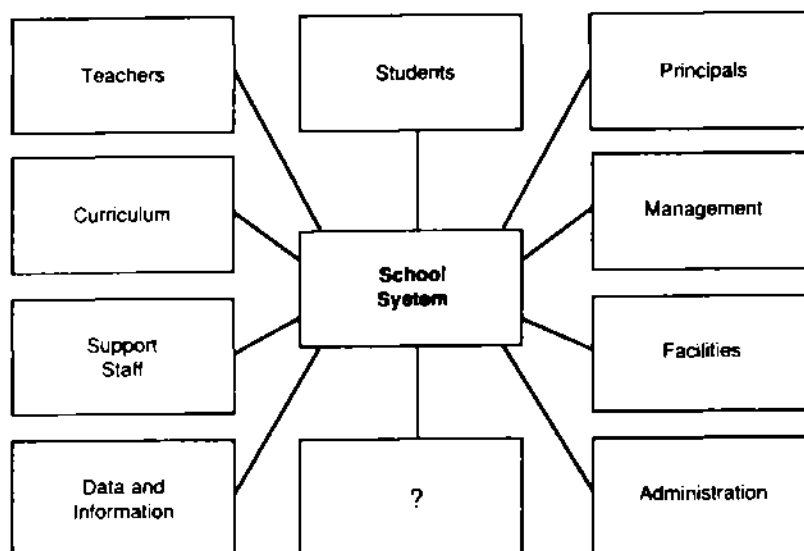 Teachers
Students
Principals
Curriculum
Management
School
System
Support
Staff
Facilities
Data and
Information
?
Administration